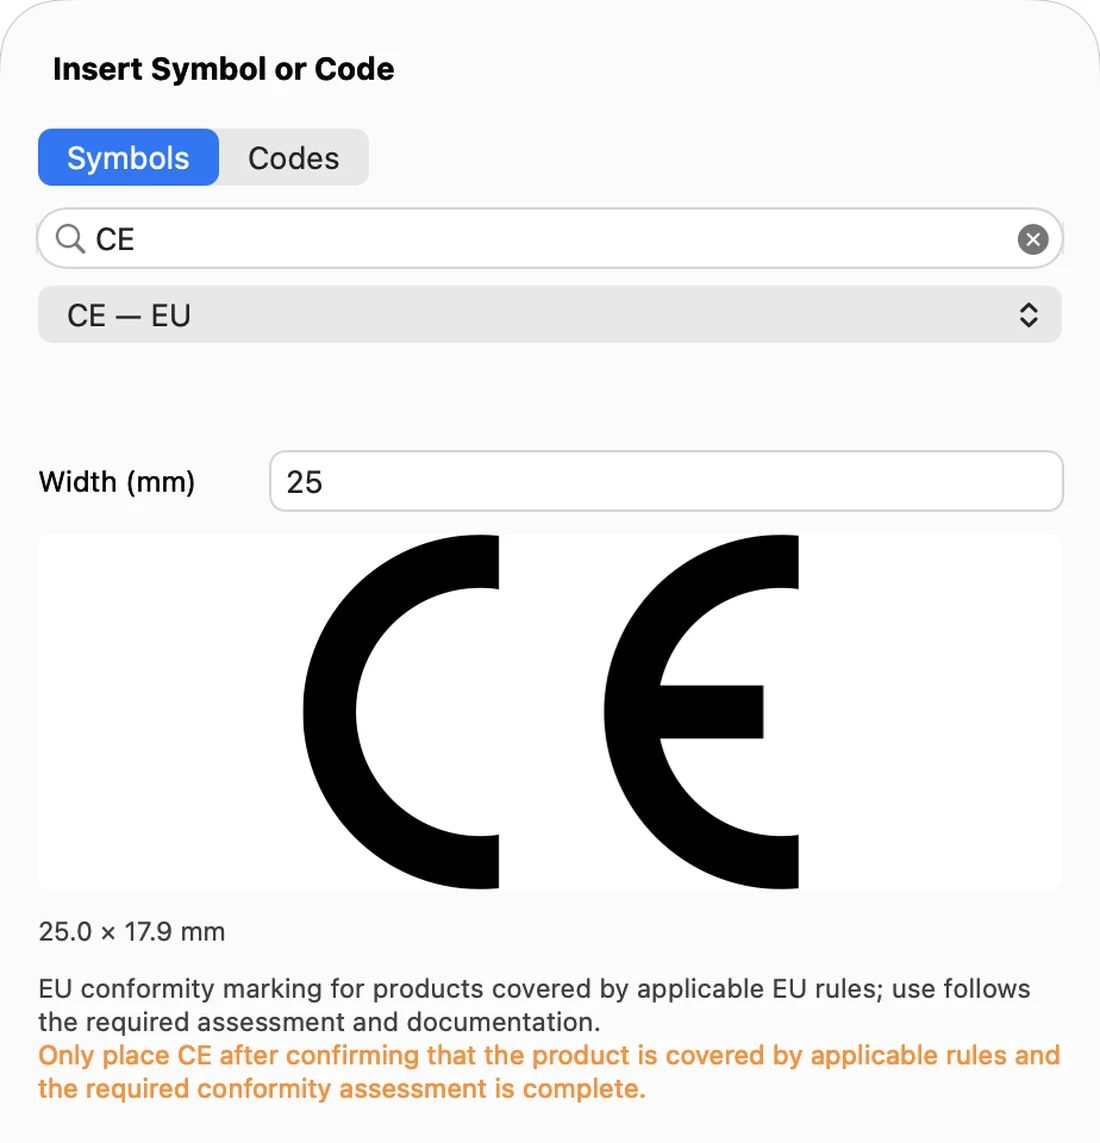 Insert Symbol or Code
Symbols
Codes
CE
CE — EU
Width (mm)
25
CE
25.0 × 17.9 mm
EU conformity marking for products covered by applicable EU rules; use follows
the required assessment and documentation.
Only place CE after confirming that the product is covered by applicable rules and
the required conformity assessment is complete.